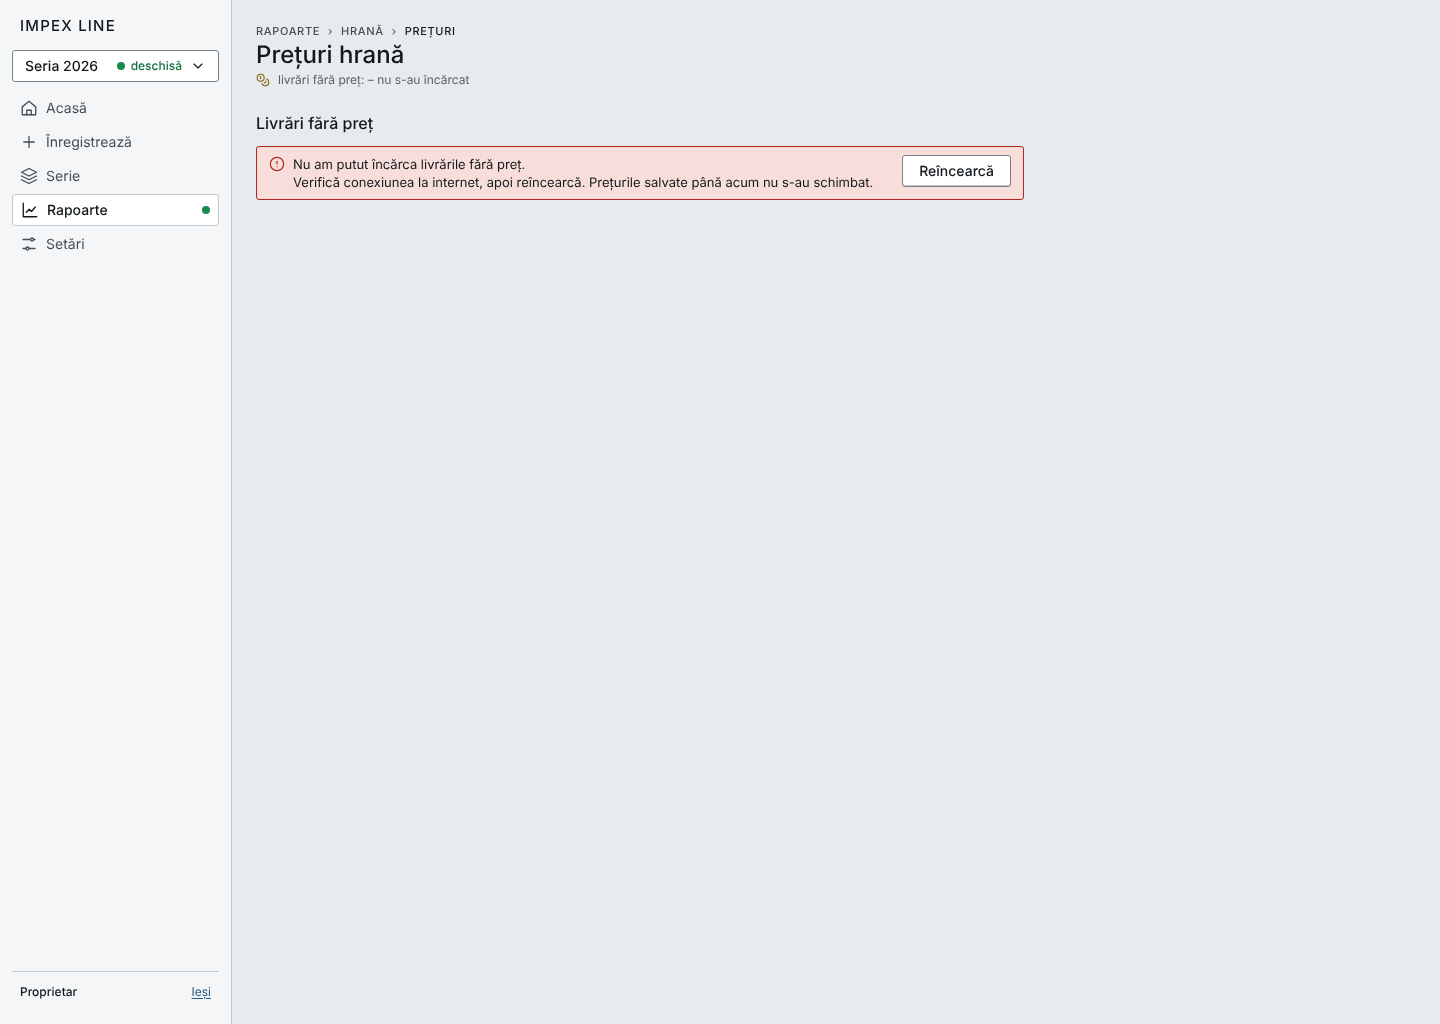 IMPEX LINE
Seria 2026 deschisă
Acasă
Înregistrează
Serie
Rapoarte
Setări
Proprietar Ieși
RAPOARTE › HRANĂ › PREȚURI
Prețuri hrană
livrări fără preț: – nu s-au încărcat
Livrări fără preț
Nu am putut încărca livrările fără preț.
Verifică conexiunea la internet, apoi reîncearcă. Prețurile salvate până acum nu s-au schimbat.
Reîncearcă